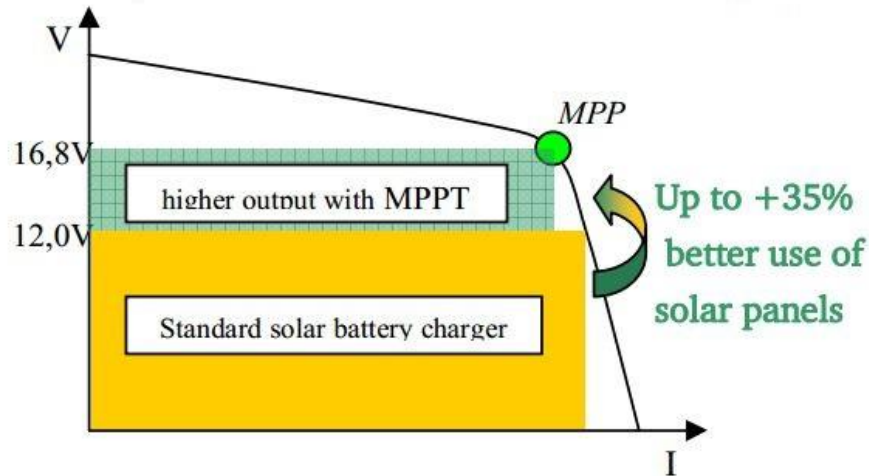 V
MPP
16,8V
higher output with MPPT
12,0V
Up to +35%
better use of
solar panels
Standard solar battery charger
I